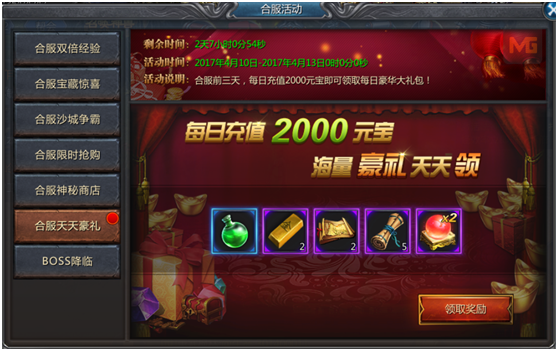 合服活动
合服双倍经验
合服宝藏惊喜
合服沙城争霸
合服限时抢购
合服神秘商店
合服天天豪礼
BOSS降临
剩余时间: 2天7小时0分54秒
活动时间: 2017年4月10日-2017年4月13日0时0分0秒
活动说明: 合服前三天，每日充值2000元宝即可领取每日豪华大礼包！
MG
每日充值 2000 元宝
海量 豪礼 天天 领
2
2
5
×2
领取奖励